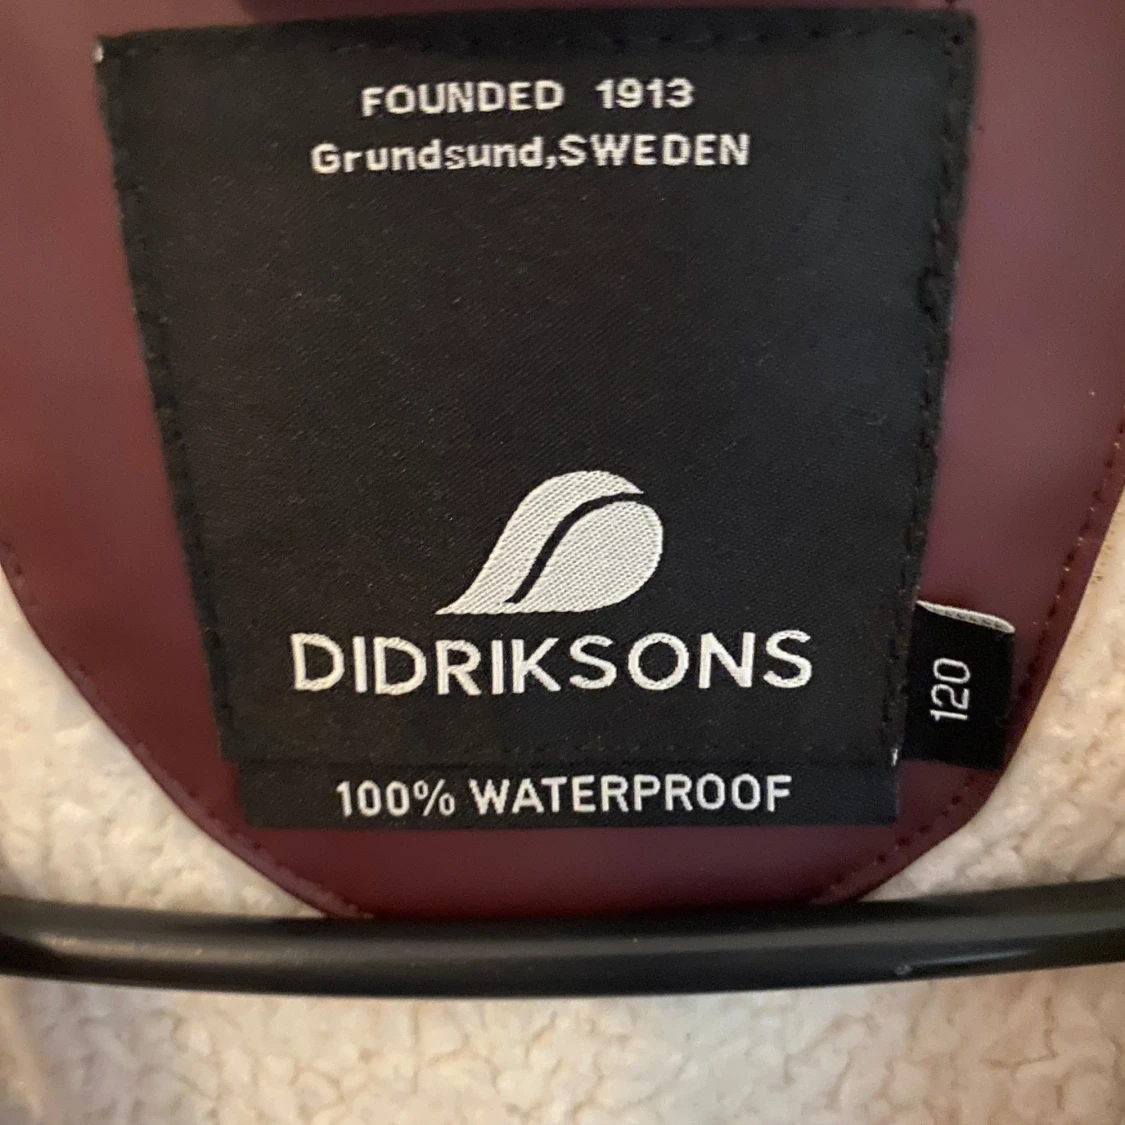 FOUNDED 1913
Grundsund,SWEDEN
DIDRIKSONS
120
100% WATERPROOF